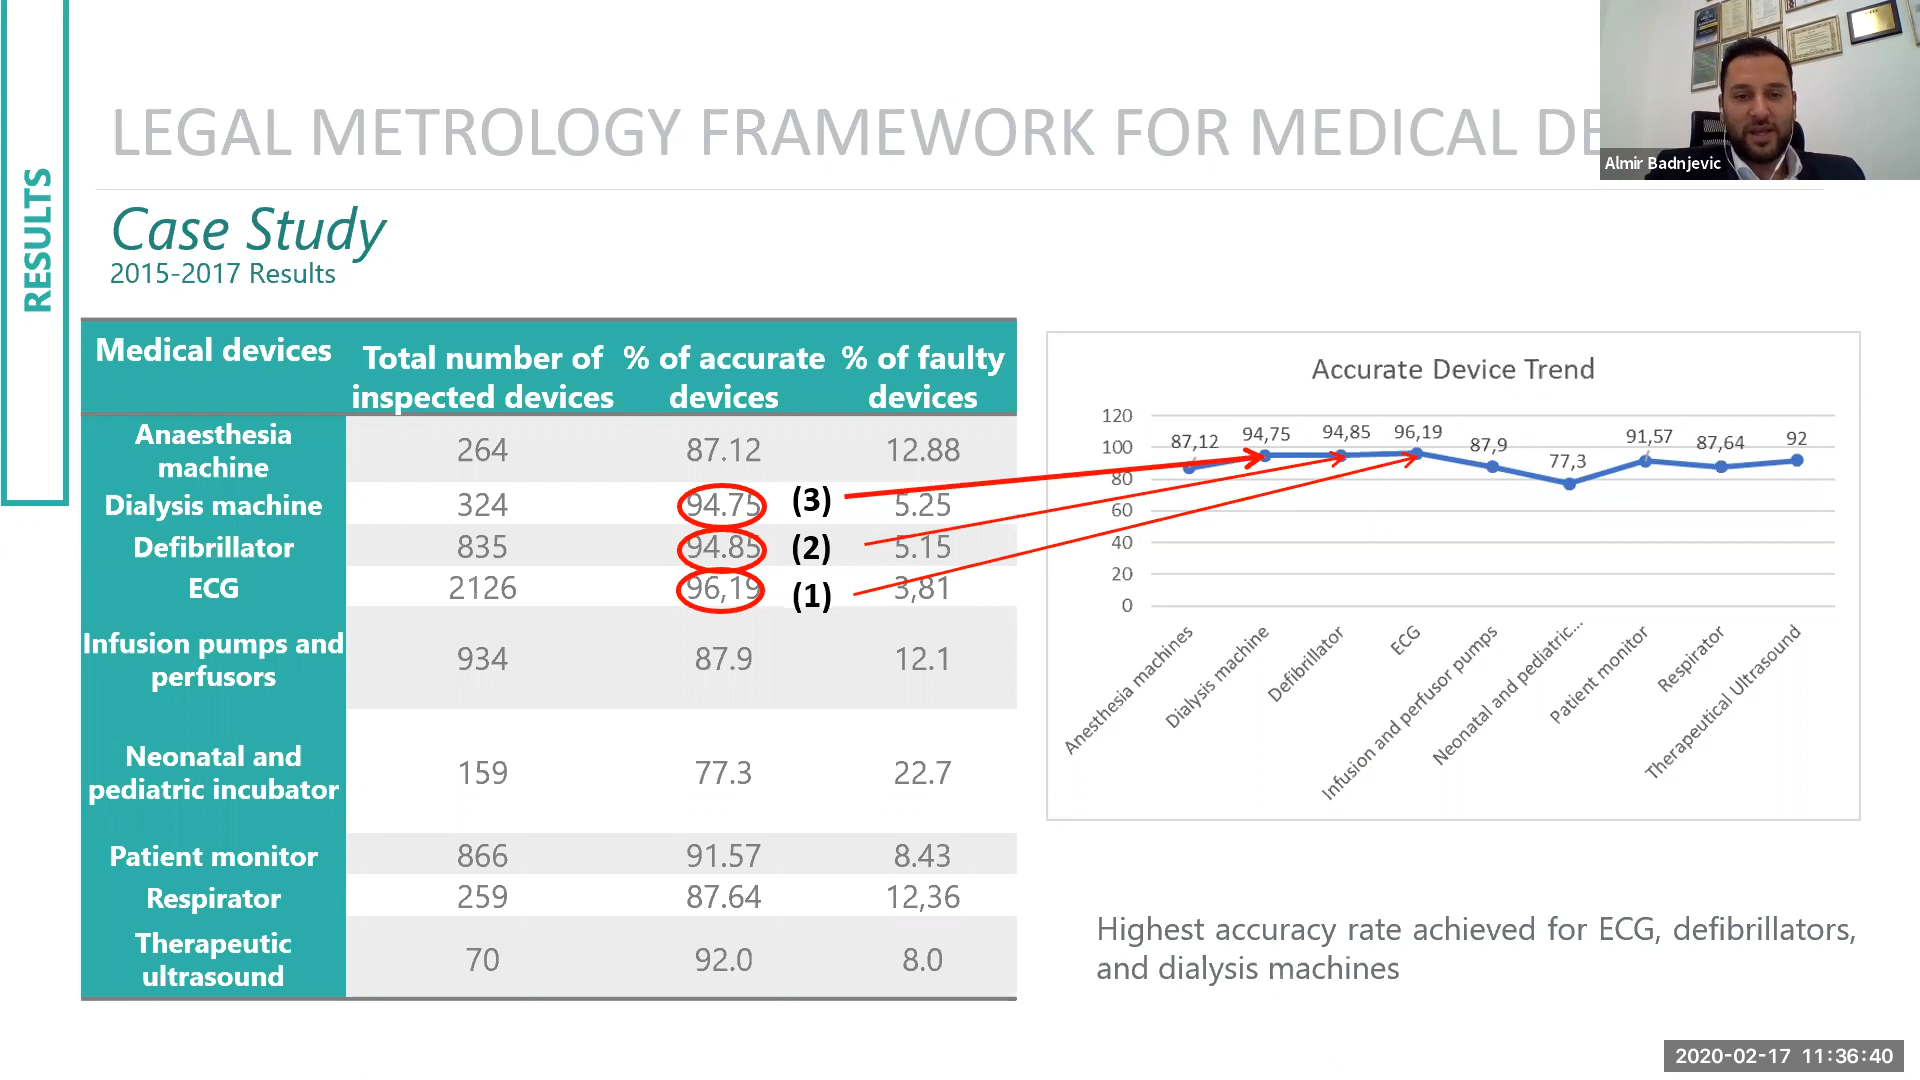 RESULTS
LEGAL METROLOGY FRAMEWORK FOR MEDICAL DE
Almir Badnjevic
Case Study
2015-2017 Results
Medical devices
Total number of
inspected devices
% of accurate
devices
% of faulty
devices
Anaesthesia
machine
264
87.12
12.88
Dialysis machine
324
94.75
(3)
5.25
Defibrillator
835
94.85
(2)
5.15
ECG
2126
96,19
(1)
3,81
Infusion pumps and
perfusors
934
87.9
12.1
Neonatal and
pediatric incubator
159
77.3
22.7
Patient monitor
866
91.57
8.43
Respirator
259
87.64
12,36
Therapeutic
ultrasound
70
92.0
8.0
Accurate Device Trend
120
100
80
60
40
20
0
87,12
94,75
94,85
96,19
87,9
77,3
91,57
87,64
92
Anesthesia machines
Dialysis machine
Defibrillator
ECG
Infusion and perfusor pumps
Neonatal and pediatric...
Patient monitor
Respirator
Therapeutical Ultrasound
Highest accuracy rate achieved for ECG, defibrillators,
and dialysis machines
2020-02-17 11:36:40